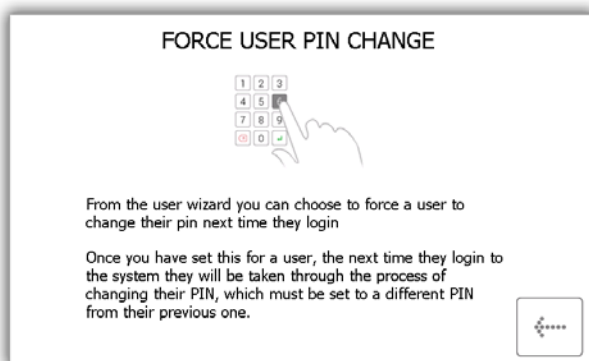 FORCE USER PIN CHANGE
1 2 3
4 5
7 8 9
0
From the user wizard you can choose to force a user to
change their pin next time they login
Once you have set this for a user, the next time they login to
the system they will be taken through the process of
changing their PIN, which must be set to a different PIN
from their previous one.